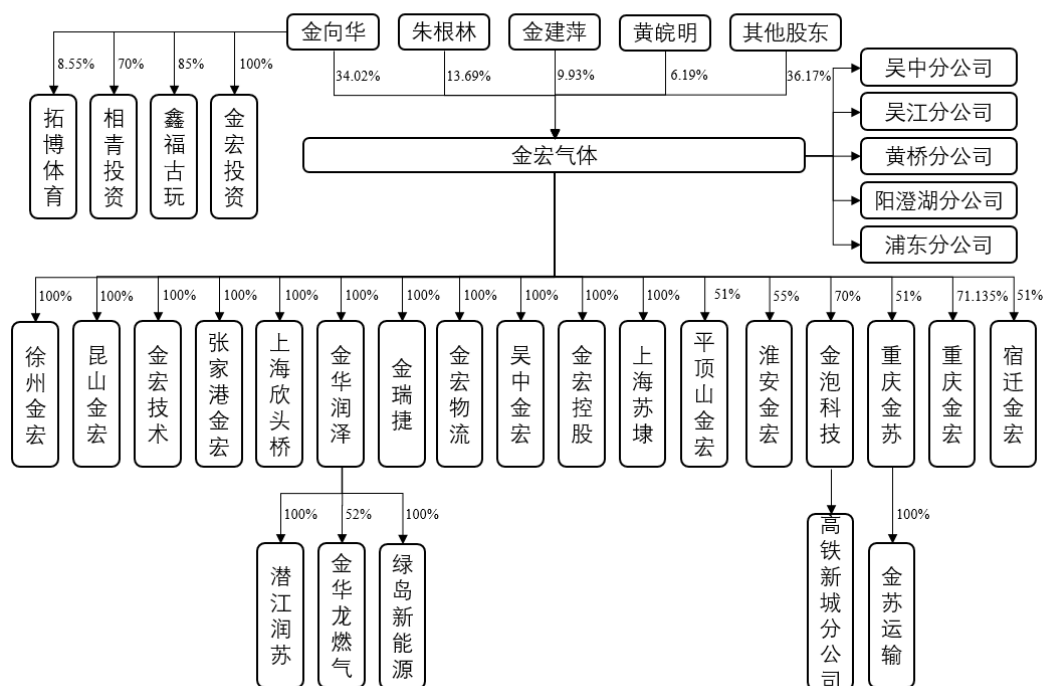 金向华
朱根林
金建萍
黄皖明
其他股东
8.55%
70%
85%
100%
34.02%
13.69%
9.93%
6.19%
36.17%
拓博体育
相青投资
鑫福古玩
金宏投资
金宏气体
吴中分公司
吴江分公司
黄桥分公司
阳澄湖分公司
浦东分公司
100%
100%
100%
100%
100%
100%
100%
100%
100%
100%
100%
51%
55%
70%
51%
71.135%
51%
徐州金宏
昆山金宏
金宏技术
张家港金宏
上海欣头桥
金华润泽
金瑞捷
金宏物流
吴中金宏
金宏控股
上海苏埭
平顶山金宏
淮安金宏
金泡科技
重庆金苏
重庆金宏
宿迁金宏
100%
52%
100%
100%
潜江润苏
金华龙燃气
绿岛新能源
高铁新城分公司
金苏运输